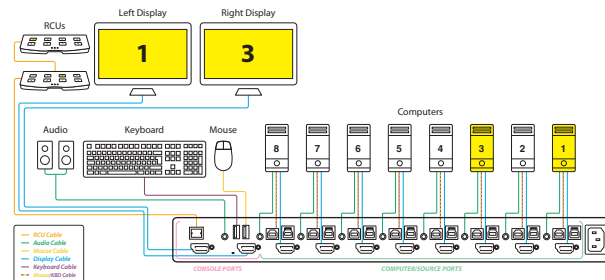 Left Display
Right Display
RCUs
1
3
Computers
Audio
Keyboard
Mouse
8
7
6
5
4
3
2
1
RCU Cable
Audio Cable
Mouse Cable
Display Cable
Keyboard Cable
Mouse/KBD Cable
CONSOLE PORTS
COMPUTER/SOURCE PORTS